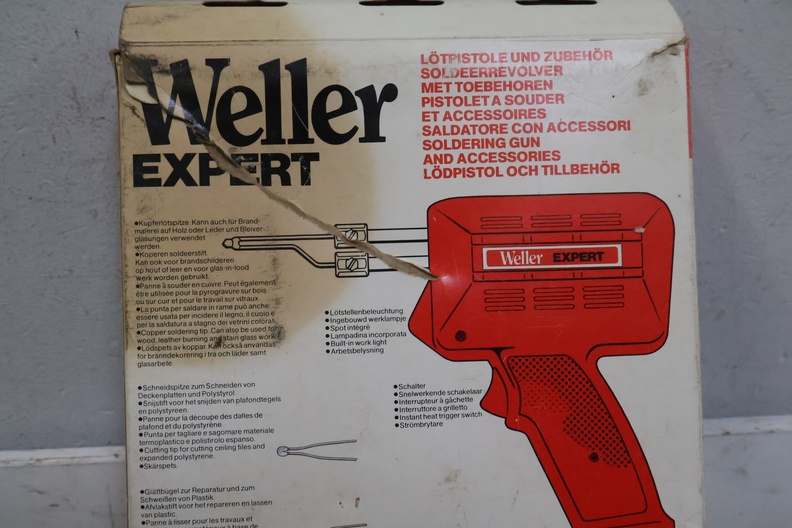 Weller
EXPERT
LÖTPISTOLE UND ZUBEHÖR
SOLDEERREVOLVER
MET TOEBEHOREN
PISTOLET A SOUDER
ET ACCESSOIRES
SALDATORE CON ACCESSORI
SOLDERING GUN
AND ACCESSORIES
LÖDPISTOL OCH TILLBEHÖR
●Kupferlötspitze. Kann auch für Brand-
malerei auf Holz oder Leder und Bleiver-
glasungen verwendet
werden.
●Koperen soldeerstift.
Kan ook voor brandschilderen
op hout of leer en voor glas-in-lood
werk worden gebruikt.
●Panne à souder en cuivre. Peut également
être utilisée pour la pyrogravure sur bois
ou sur cuir et pour le travail sur vitraux.
●La punta per saldare in rame può anche
essere usata per incidere il legno, il cuoio e
per la saldatura a stagno dei vetrini colorati.
●Copper soldering tip. Can also be used for
wood, leather burning and stain glass work.
●Lödspets av koppar. Kan också användas
för bränndekorering i trä och läder samt
glasarbete.
Weller EXPERT
●Lötstellenbeleuchtung
●Ingebouwd werklampje
●Spot intégré
●Lampadina incorporata
●Built-in work light
●Arbetsbelysning
●Schneidspitze zum Schneiden von
Deckenplatten und Polystyrol.
●Snijstift voor het snijden van plafondtegels
en polystyreen.
●Panne pour la découpe des dalles de
plafond et du polystyrène
●Punta per tagliare e sagomare materiale
termoplastico e polistirolo espanso.
●Cutting tip for cutting ceiling tiles and
expanded polystyrene.
●Skärspets.
●Schalter
●Snelwerkende schakelaar
●Interrupteur à gâchette
●Interruttore a grilletto
●Instant heat trigger switch
●Strömbrytare
●Glättbügel zur Reparatur und zum
Schweißen von Plastik.
●Afvlakstift voor het repareren en lassen
van plastic.
●Panne à lisser pour les travaux et